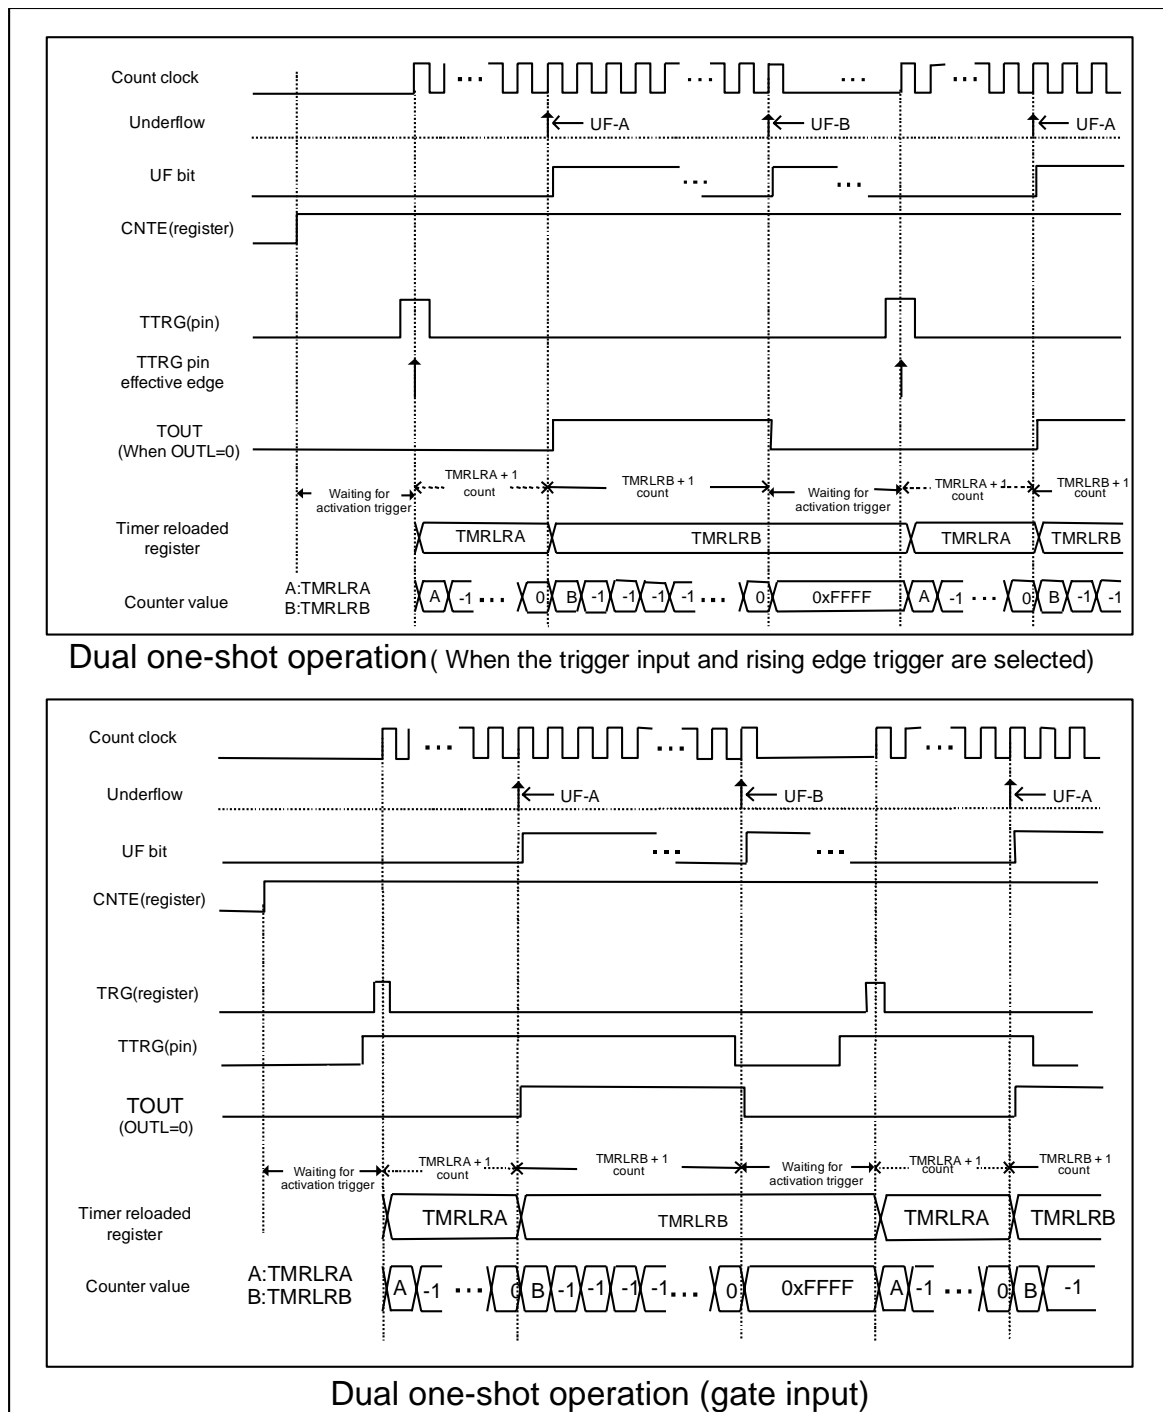 Count clock
... ... ... ...
Underflow
UF-A UF-B UF-A
UF bit
... ...
CNTE(register)
TTRG(pin)
TTRG pin
effective edge
TOUT
(When OUTL=0)
TMRLRA + 1
count
TMRLRB + 1
count
TMRLRA + 1
count
TMRLRB + 1
count
Waiting for
activation trigger
Waiting for
activation trigger
Timer reloaded
register
TMRLRA TMRLRB TMRLRA TMRLRB
Counter value
A:TMRLRA
B:TMRLRB
A -1 ... 0 B -1 -1 -1 -1 ... 0 0xFFFF A -1 ... 0 B -1 -1
Dual one-shot operation( When the trigger input and rising edge trigger are selected)
Count clock
... ... ...
Underflow
UF-A UF-B UF-A
UF bit
... ...
CNTE(register)
TRG(register)
TTRG(pin)
TOUT
(OUTL=0)
Waiting for
activation trigger
TMRLRA + 1
count
TMRLRB + 1
count
Waiting for
activation trigger
TMRLRA + 1
count
TMRLRB + 1
count
Timer reloaded
register
TMRLRA TMRLRB TMRLRA TMRLRB
Counter value
A:TMRLRA
B:TMRLRB
A -1 ... 0 B -1 -1 -1 -1 ... 0 0xFFFF A -1 ... 0 B -1
Dual one-shot operation (gate input)